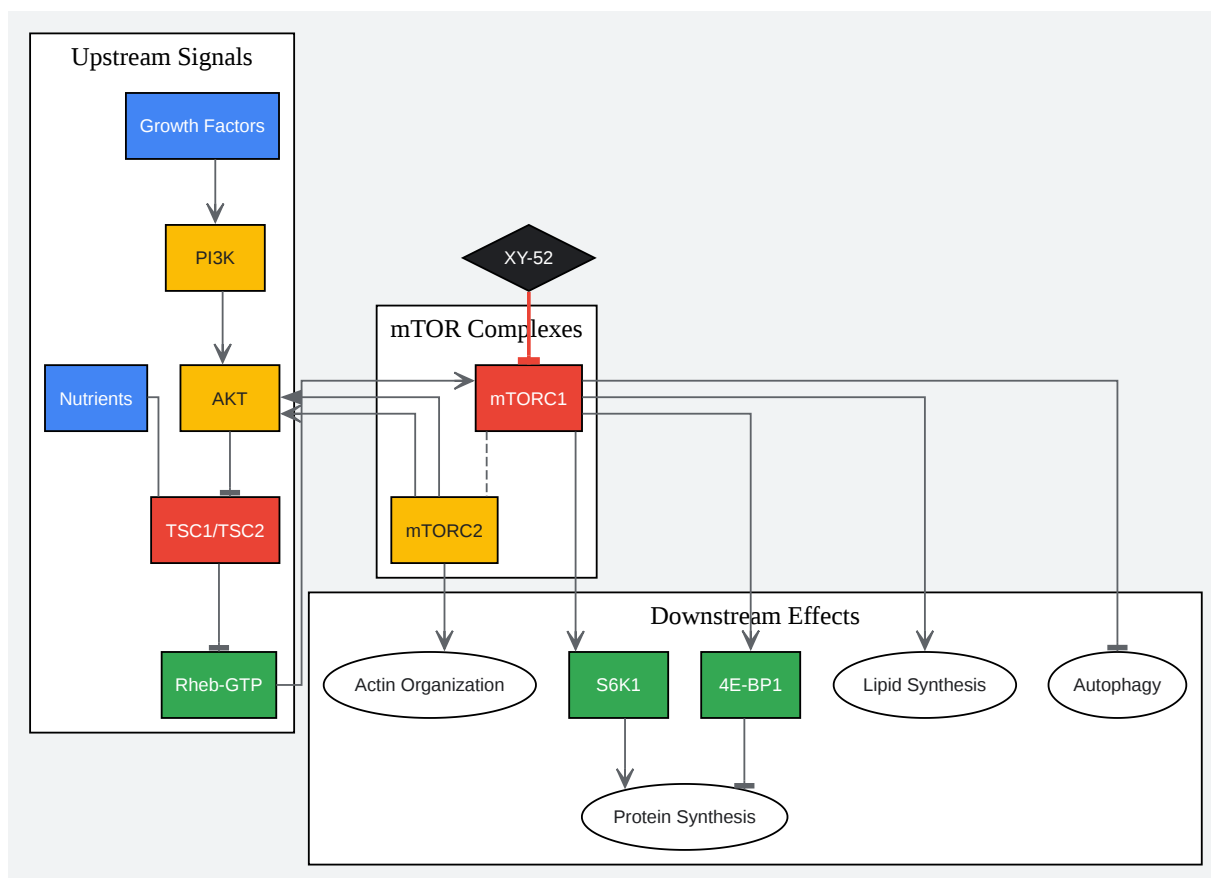 Upstream Signals
Growth Factors
PI3K
XY-52
mTOR Complexes
Nutrients
AKT
mTORC1
TSC1/TSC2
mTORC2
Downstream Effects
Rheb-GTP
Actin Organization
S6K1
4E-BP1
Lipid Synthesis
Autophagy
Protein Synthesis